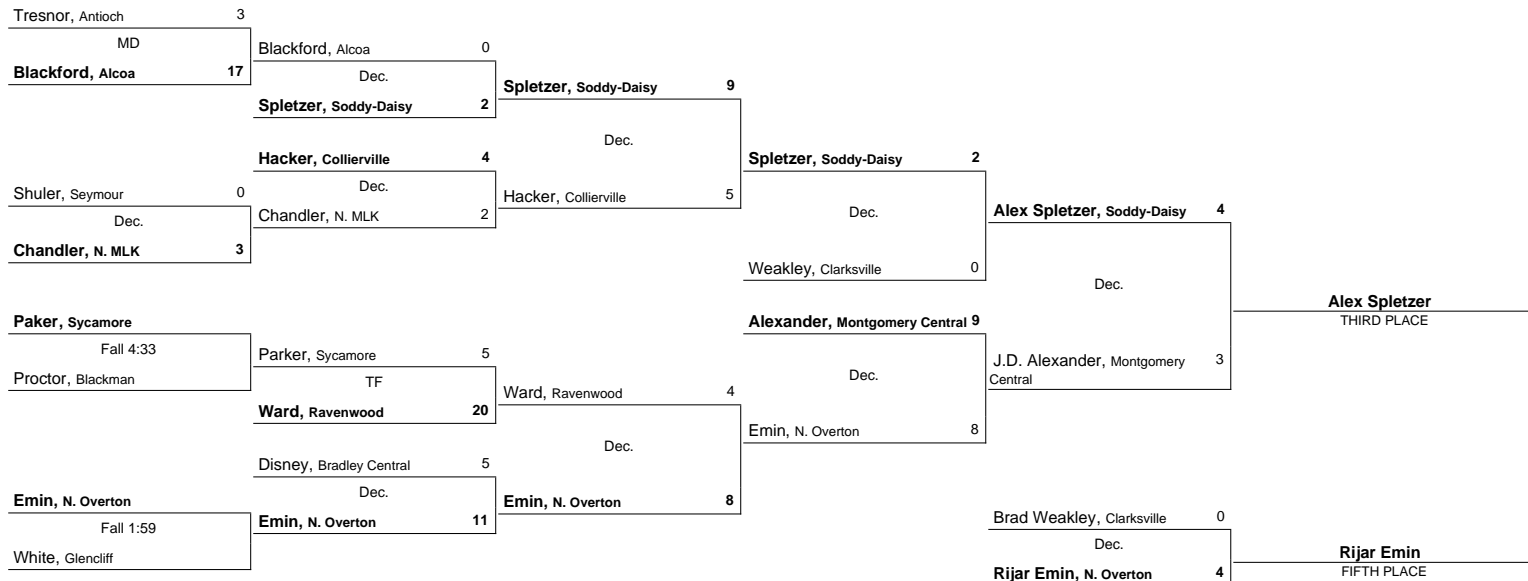 Tresnor, Antioch 3
MD
Blackford, Alcoa 17
Shuler, Seymour 0
Dec.
Chandler, N. MLK 3
Paker, Sycamore
Fall 4:33
Proctor, Blackman
Emin, N. Overton
Fall 1:59
White, Glencliff
Blackford, Alcoa 0
Dec.
Spletzer, Soddy-Daisy 2
Hacker, Collierville 4
Dec.
Chandler, N. MLK 2
Parker, Sycamore 5
TF
Ward, Ravenwood 20
Disney, Bradley Central 5
Dec.
Emin, N. Overton 11
Spletzer, Soddy-Daisy 9
Dec.
Hacker, Collierville 5
Ward, Ravenwood 4
Dec.
Emin, N. Overton 8
Spletzer, Soddy-Daisy 2
Dec.
Weakley, Clarksville 0
Alexander, Montgomery Central 9
Dec.
Emin, N. Overton 8
Alex Spletzer, Soddy-Daisy 4
Dec.
J.D. Alexander, Montgomery 3
Central
Brad Weakley, Clarksville 0
Dec.
Rijar Emin, N. Overton 4
Alex Spletzer
THIRD PLACE
Rijar Emin
FIFTH PLACE